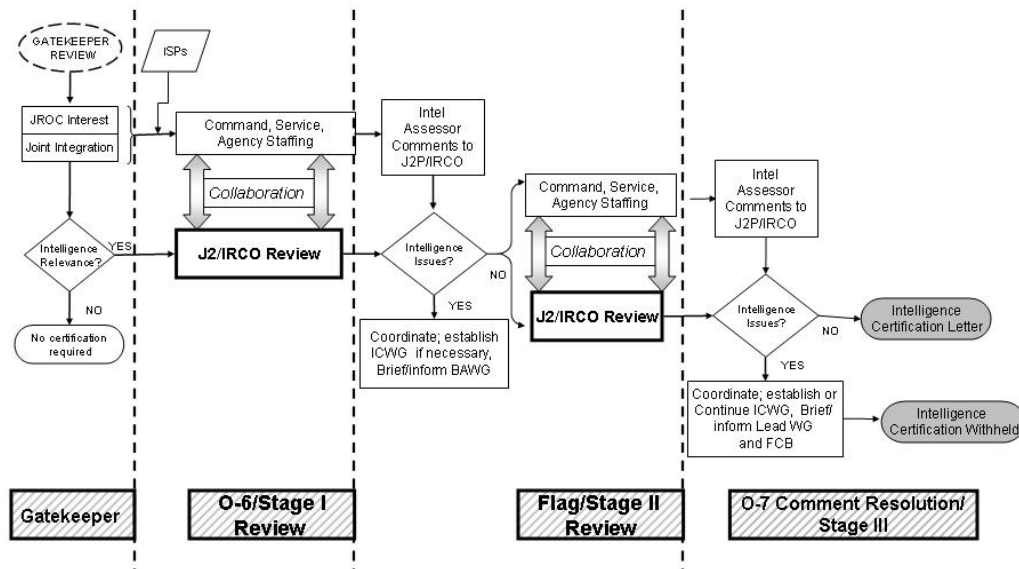 GATEKEEPER
REVIEW
ISPs
JROC Interest
Joint Integration
Command, Service,
Agency Staffing
Collaboration
J2/IRCO Review
Intelligence
Relevance?
YES
NO
No certification
required
Intel
Assessor
Comments to
J2P/IRCO
Intelligence
Issues?
NO
YES
Coordinate; establish
ICWG if necessary,
Brief/inform BAWG
Command, Service,
Agency Staffing
Collaboration
J2/IRCO Review
Intel
Assessor
Comments to
J2P/IRCO
Intelligence
Issues?
NO
YES
Intelligence
Certification Letter
Coordinate; establish or
Continue ICWG, Brief/
inform Lead WG
and FCB
Intelligence
Certification Withheld
Gatekeeper
O-6/Stage I
Review
Flag/Stage II
Review
O-7 Comment Resolution/
Stage III